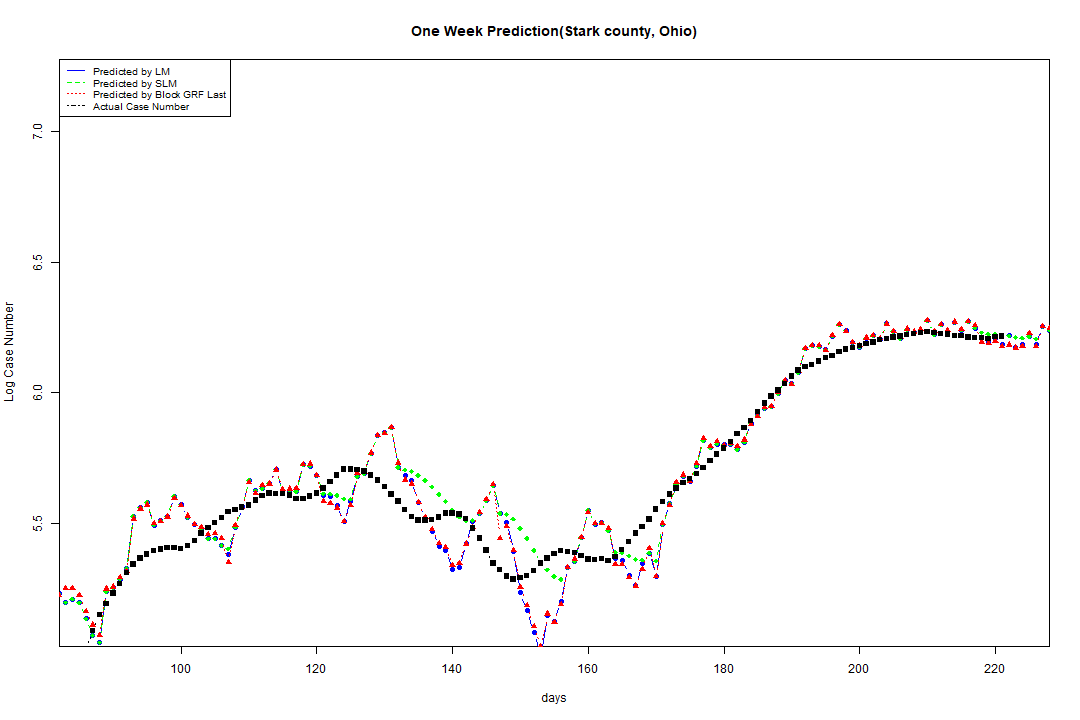 One Week Prediction(Stark county, Ohio)
Predicted by LM
Predicted by SLM
Predicted by Block GRF Last
Actual Case Number
7.0
6.5
6.0
5.5
Log Case Number
100 120 140 160 180 200 220
days